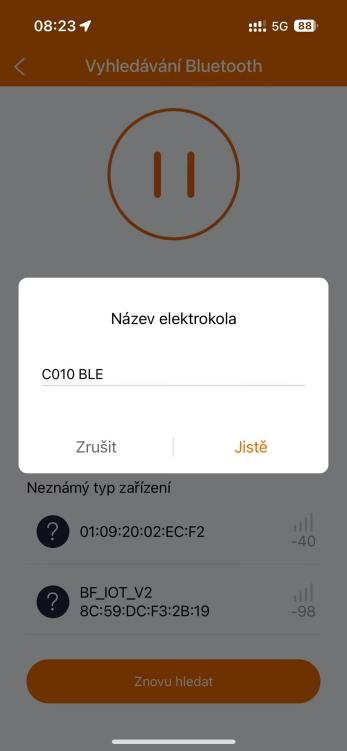 08:23
5G 88
Vyhledávání Bluetooth
Název elektrokola
C010 BLE
Zrušit
Jistě
Neznámý typ zařízení
01:09:20:02:EC:F2
-40
BF_IOT_V2
8C:59:DC:F3:2B:19
-98
Znovu hledat